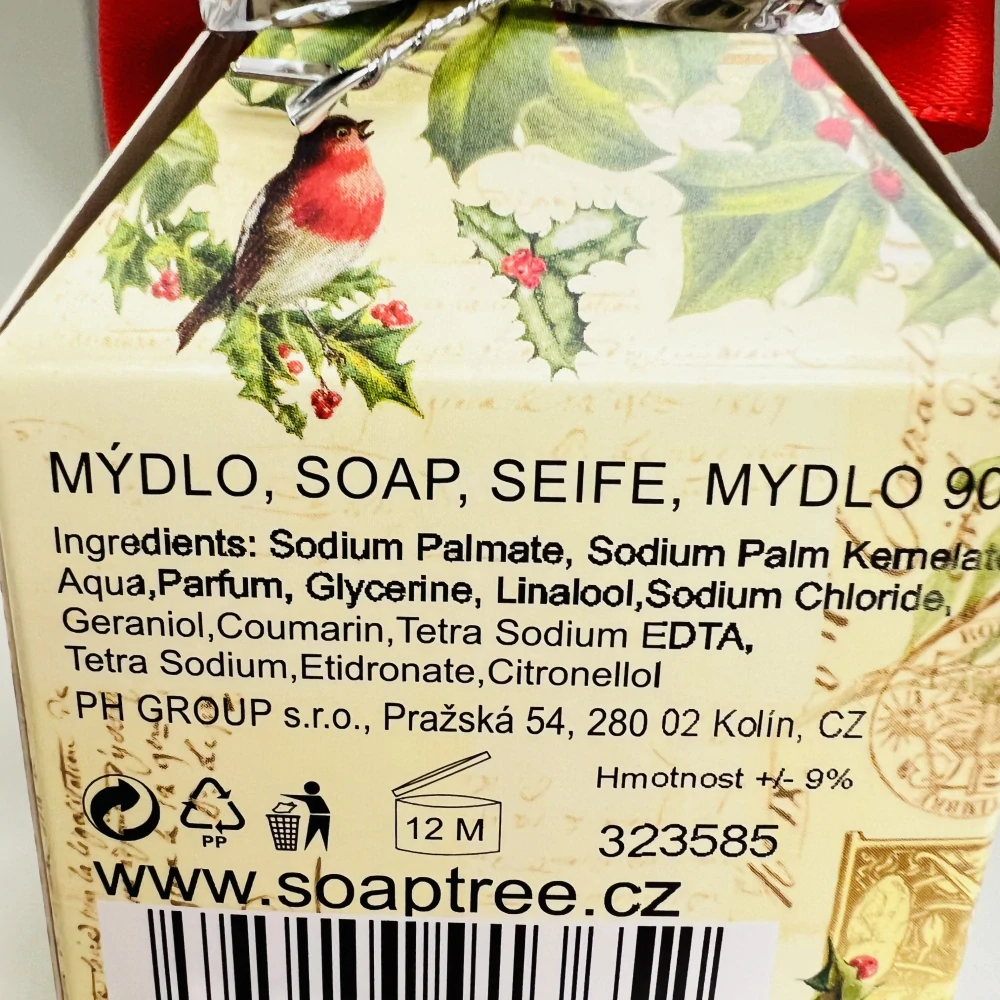 MÝDLO, SOAP, SEIFE, MYDLO 90
Ingredients: Sodium Palmate, Sodium Palm Kernelat
Aqua,Parfum, Glycerine, Linalool,Sodium Chloride,
Geraniol,Coumarin,Tetra Sodium EDTA,
Tetra Sodium,Etidronate,Citronellol
PH GROUP s.r.o., Pražská 54, 280 02 Kolín, CZ
Hmotnost +/- 9%
PP
12 M
323585
www.soaptree.cz